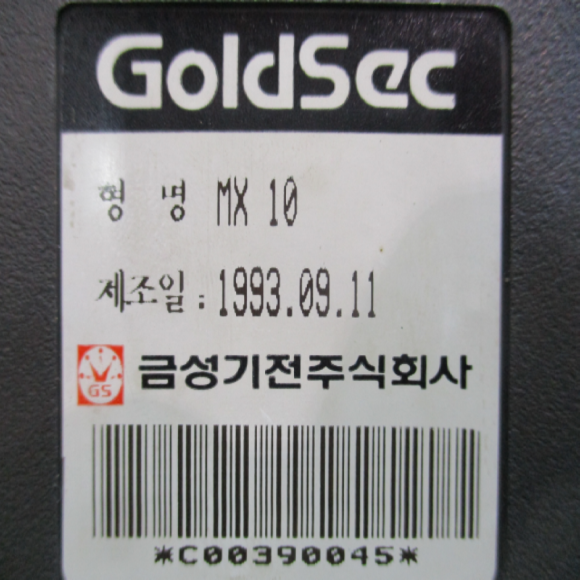 GoldSec
형 명 MX 10
제조일 : 1993.09.11
GS 금성기전주식회사
*C00390045*